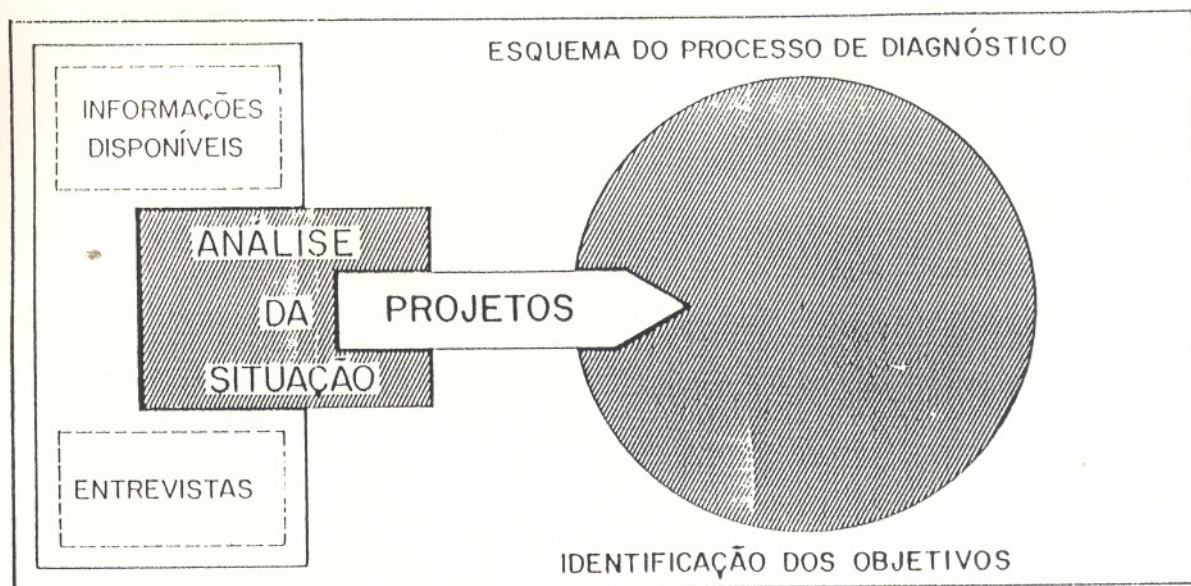 ESQUEMA DO PROCESSO DE DIAGNÓSTICO
INFORMAÇÕES
DISPONÍVEIS
ANÁLISE
DA
SITUAÇÃO
PROJETOS
ENTREVISTAS
IDENTIFICAÇÃO DOS OBJETIVOS